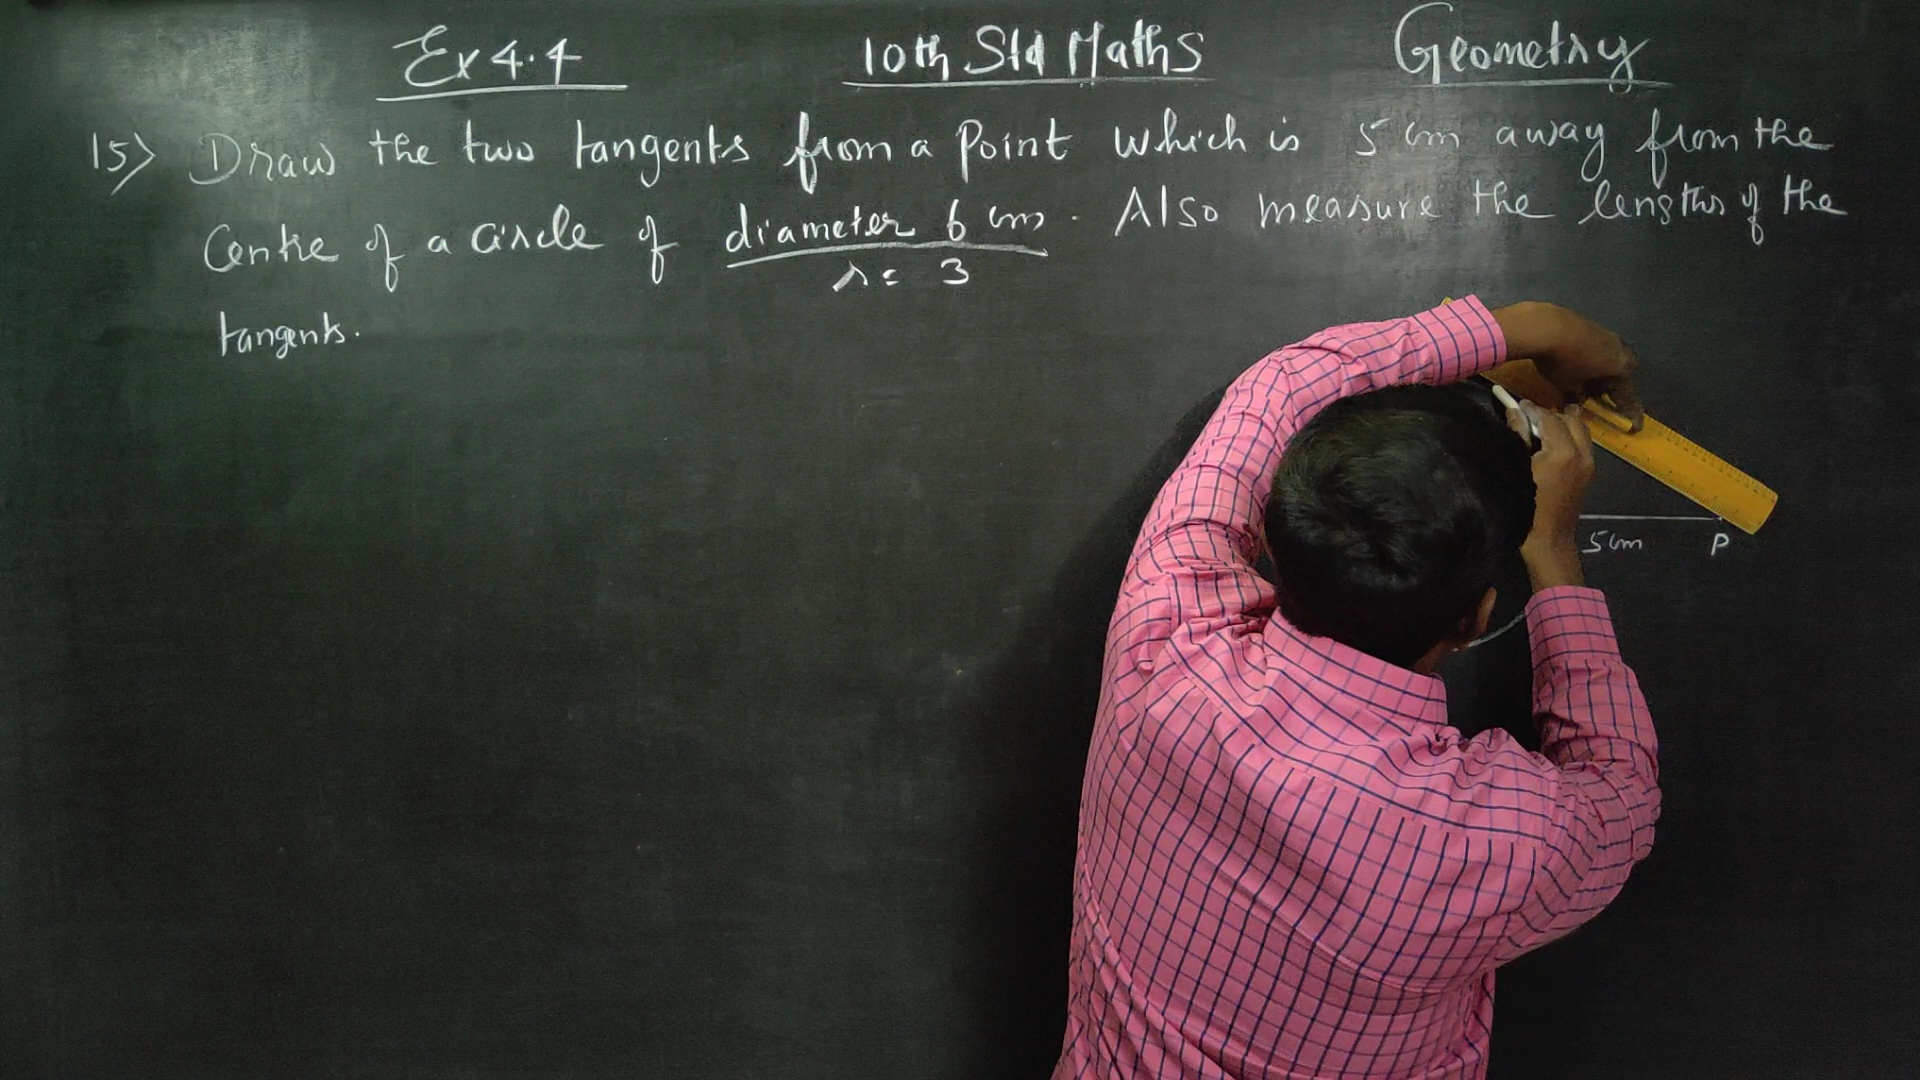 Ex 4.4 10th Std Maths Geometry
15) Draw the two tangents from a Point which is 5 cm away from the
Centre of a circle of diameter 6 cm. Also measure the lengths of the
r = 3
tangents.
5cm P